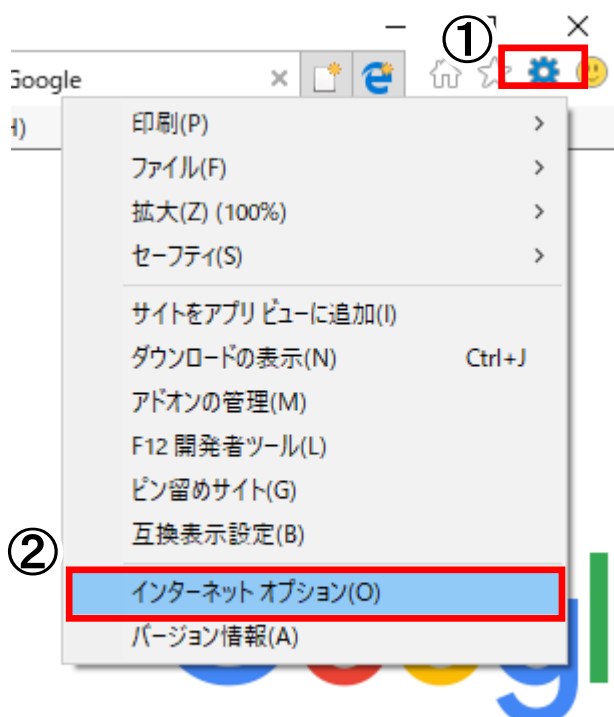 ①
Google
H)
印刷(P)
ファイル(F)
拡大(Z) (100%)
セーフティ(S)
サイトをアプリ ビューに追加(I)
ダウンロードの表示(N) Ctrl+J
アドオンの管理(M)
F12 開発者ツール(L)
ピン留めサイト(G)
互換表示設定(B)
②
インターネット オプション(O)
バージョン情報(A)